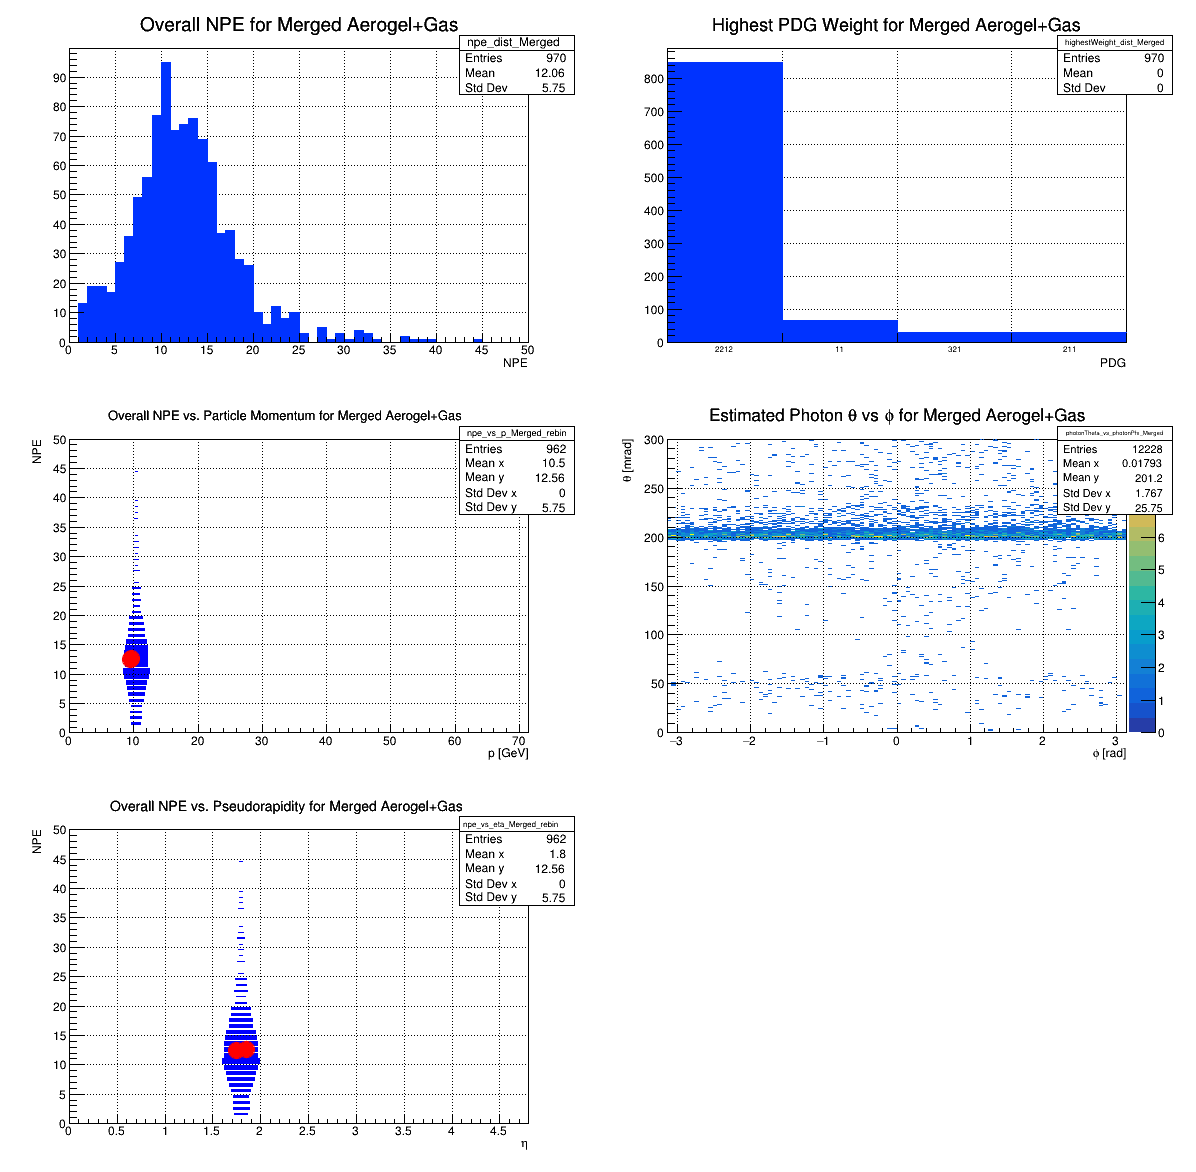 Overall NPE for Merged Aerogel+Gas
npe_dist_Merged
Entries 970
Mean 12.06
Std Dev 5.75
90
80
70
60
50
40
30
20
10
0
0 5 10 15 20 25 30 35 40 45 50
NPE
Highest PDG Weight for Merged Aerogel+Gas
highestWeight_dist_Merged
Entries 970
Mean 0
Std Dev 0
800
700
600
500
400
300
200
100
0
2212 11 321 211
PDG
Overall NPE vs. Particle Momentum for Merged Aerogel+Gas
NPE
npe_vs_p_Merged_rebin
Entries 962
Mean x 10.5
Mean y 12.56
Std Dev x 0
Std Dev y 5.75
50
45
40
35
30
25
20
15
10
5
0
0 10 20 30 40 50 60 70
p [GeV]
Estimated Photon θ vs ϕ for Merged Aerogel+Gas
θ [mrad]
photonTheta_vs_photonPhi_Merged
Entries 12228
Mean x 0.01793
Mean y 201.2
Std Dev x 1.767
Std Dev y 25.75
300
250
200
150
100
50
0
−3 −2 −1 0 1 2 3
ϕ [rad]
6
5
4
3
2
1
0
Overall NPE vs. Pseudorapidity for Merged Aerogel+Gas
NPE
npe_vs_eta_Merged_rebin
Entries 962
Mean x 1.8
Mean y 12.56
Std Dev x 0
Std Dev y 5.75
50
45
40
35
30
25
20
15
10
5
0
0 0.5 1 1.5 2 2.5 3 3.5 4 4.5
η